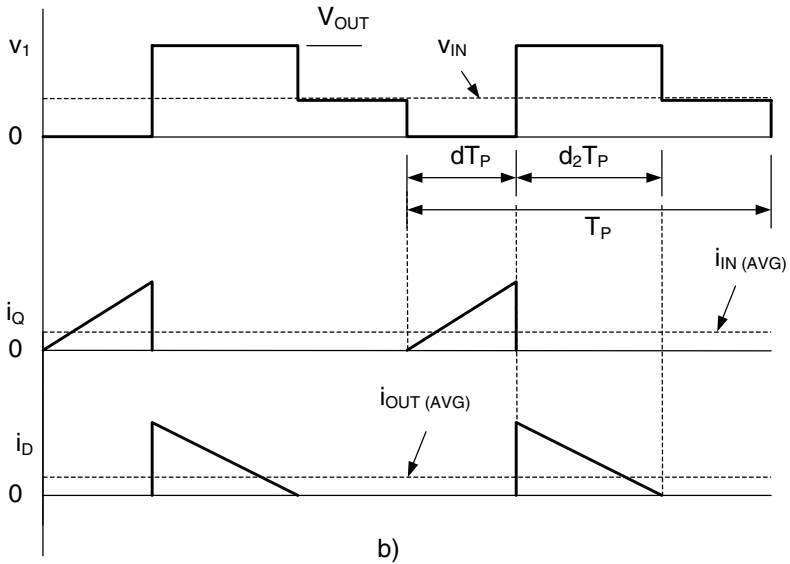 V_OUT
v_1
v_IN
0
dT_P
d_2T_P
T_P
i_IN (AVG)
i_Q
0
i_OUT (AVG)
i_D
0
b)